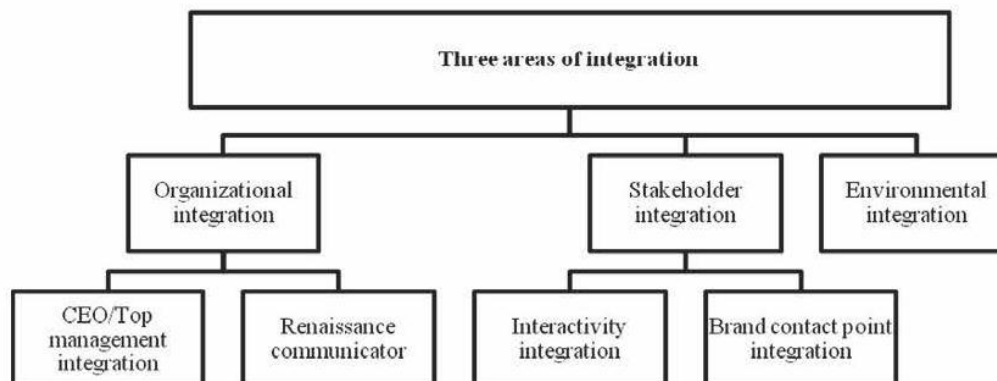 Three areas of integration
Organizational
integration
Stakeholder
integration
Environmental
integration
CEO/Top
management
integration
Renaissance
communicator
Interactivity
integration
Brand contact point
integration